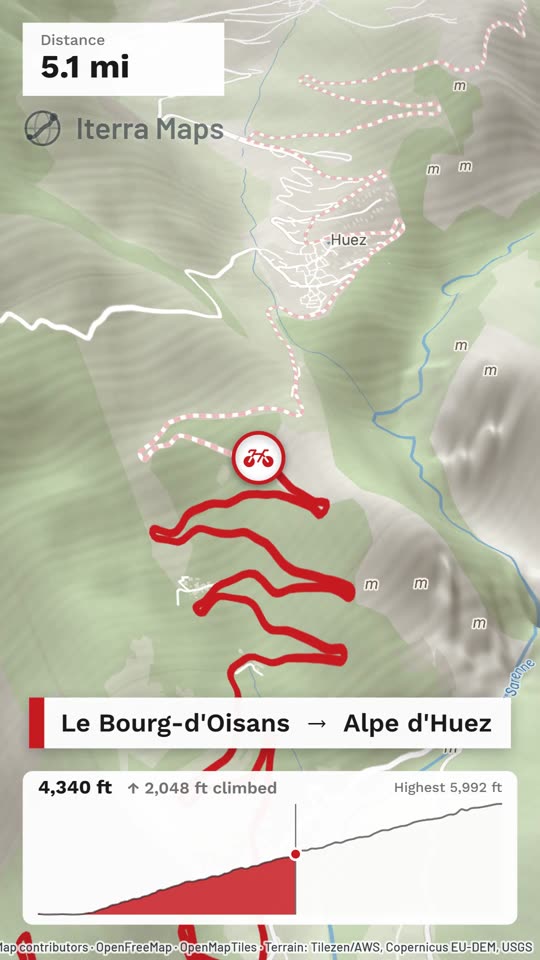 Distance
5.1 mi
Iterra Maps
m
m
m
Huez
m
m
m
m
m
Sarenne
Le Bourg-d'Oisans → Alpe d'Huez
4,340 ft ↑ 2,048 ft climbed Highest 5,992 ft
contributors · OpenFreeMap · OpenMapTiles · Terrain: Tilezen/AWS, Copernicus EU-DEM, USGS